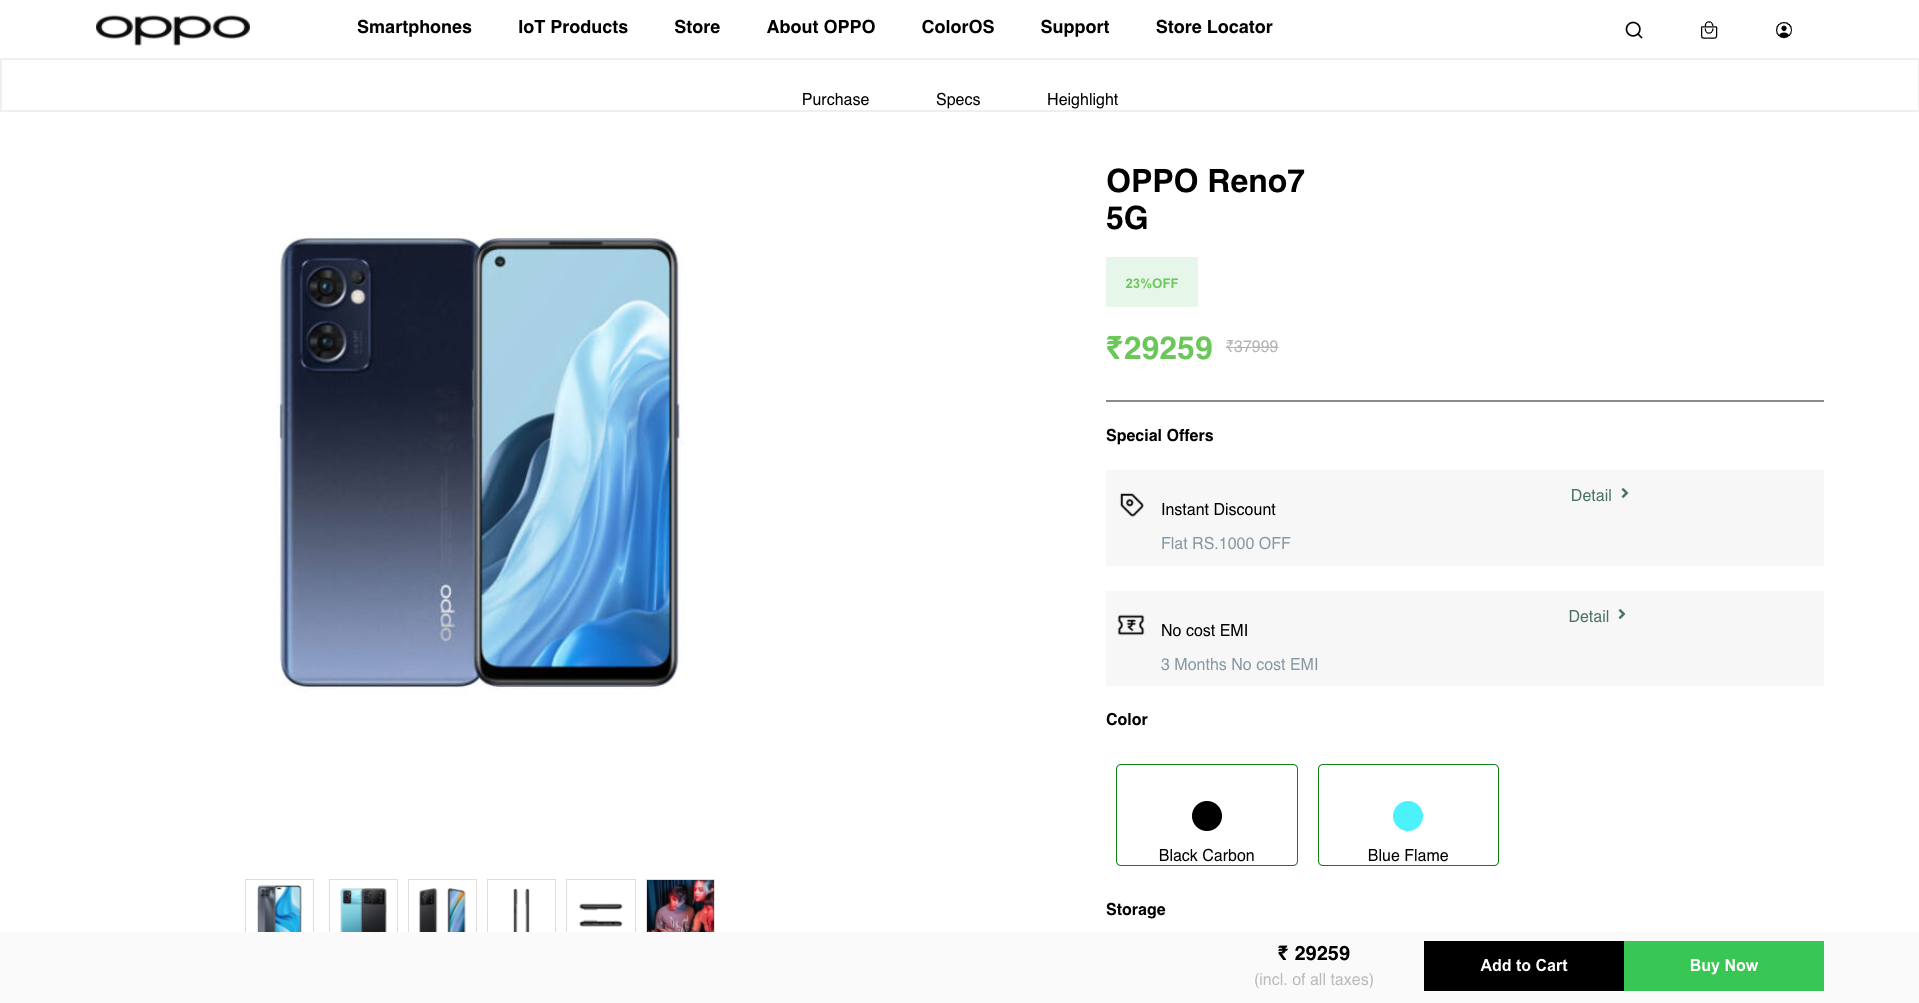 oppo
Smartphones IoT Products Store About OPPO ColorOS Support Store Locator
Purchase Specs Heighlight
OPPO Reno7
5G
23%OFF
₹29259 ₹37999
Special Offers
Instant Discount
Detail
Flat RS.1000 OFF
No cost EMI
Detail
3 Months No cost EMI
Color
Black Carbon
Blue Flame
Storage
oppo
₹ 29259
(incl. of all taxes)
Add to Cart
Buy Now